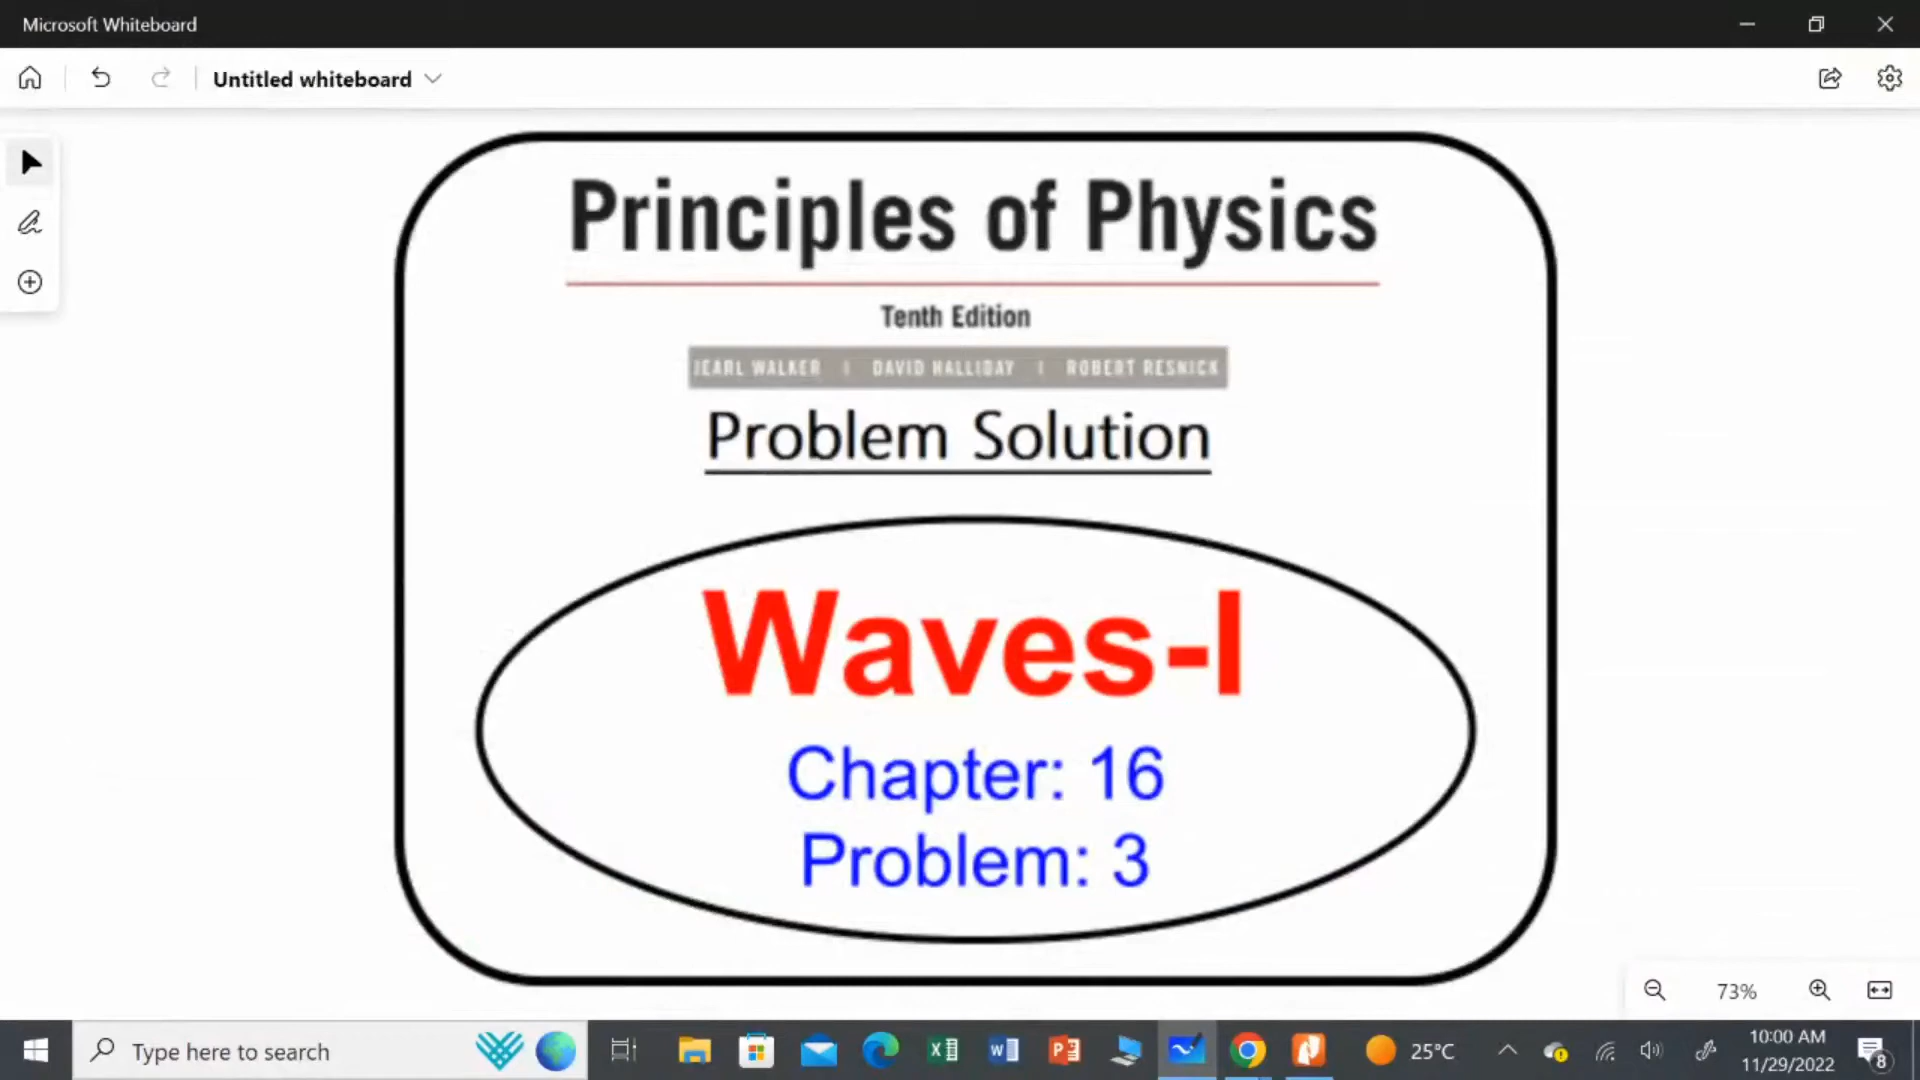 Microsoft Whiteboard
Untitled whiteboard
Principles of Physics
Tenth Edition
JEARL WALKER | DAVID HALLIDAY | ROBERT RESNICK
Problem Solution
Waves-I
Chapter: 16
Problem: 3
73%
Type here to search
25°C
10:00 AM
11/29/2022
8